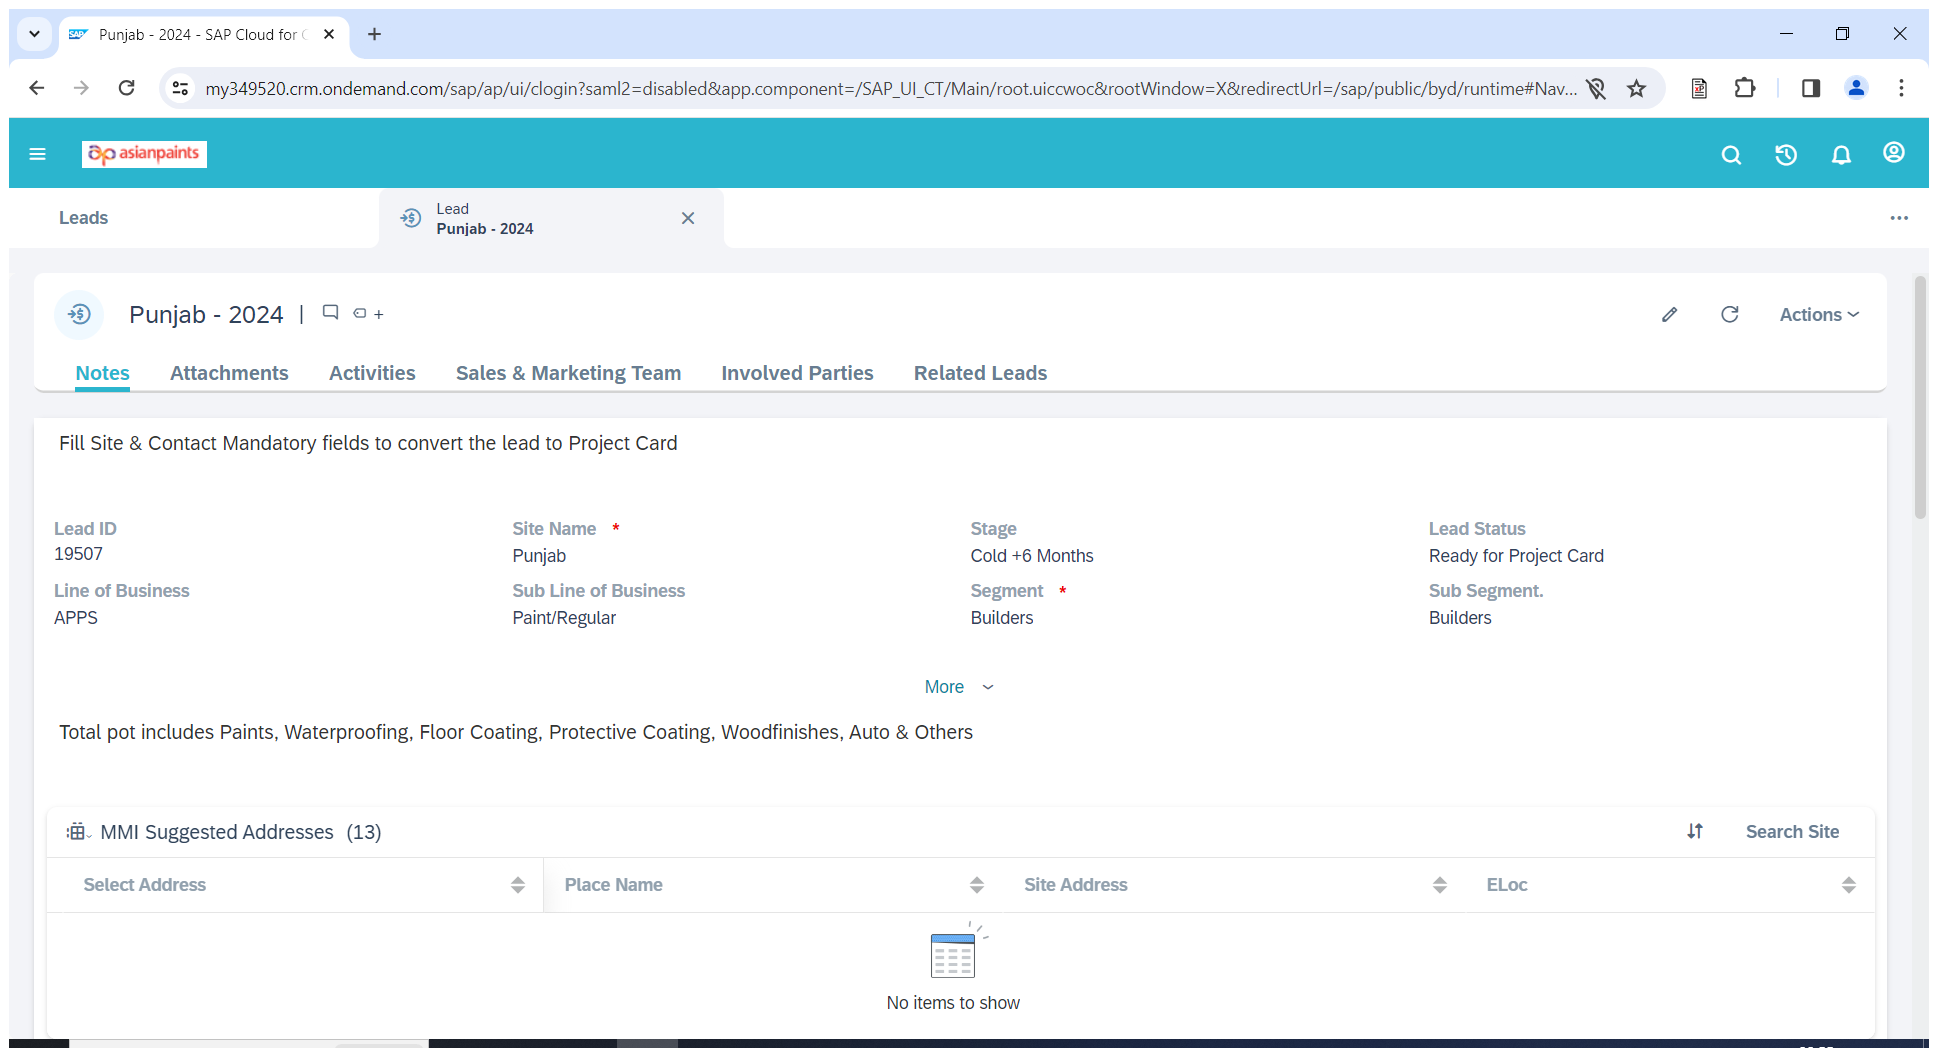 Punjab - 2024 - SAP Cloud for C
my349520.crm.ondemand.com/sap/ap/ui/clogin?saml2=disabled&app.component=/SAP_UI_CT/Main/root.uiccwoc&rootWindow=X&redirectUrl=/sap/public/byd/runtime#Nav...
asianpaints
Leads
Lead
Punjab - 2024
Punjab - 2024 |
Actions
Notes Attachments Activities Sales & Marketing Team Involved Parties Related Leads
Fill Site & Contact Mandatory fields to convert the lead to Project Card
Lead ID Site Name * Stage Lead Status
19507 Punjab Cold +6 Months Ready for Project Card
Line of Business Sub Line of Business Segment * Sub Segment.
APPS Paint/Regular Builders Builders
More
Total pot includes Paints, Waterproofing, Floor Coating, Protective Coating, Woodfinishes, Auto & Others
MMI Suggested Addresses (13) Search Site
Select Address Place Name Site Address ELoc
No items to show